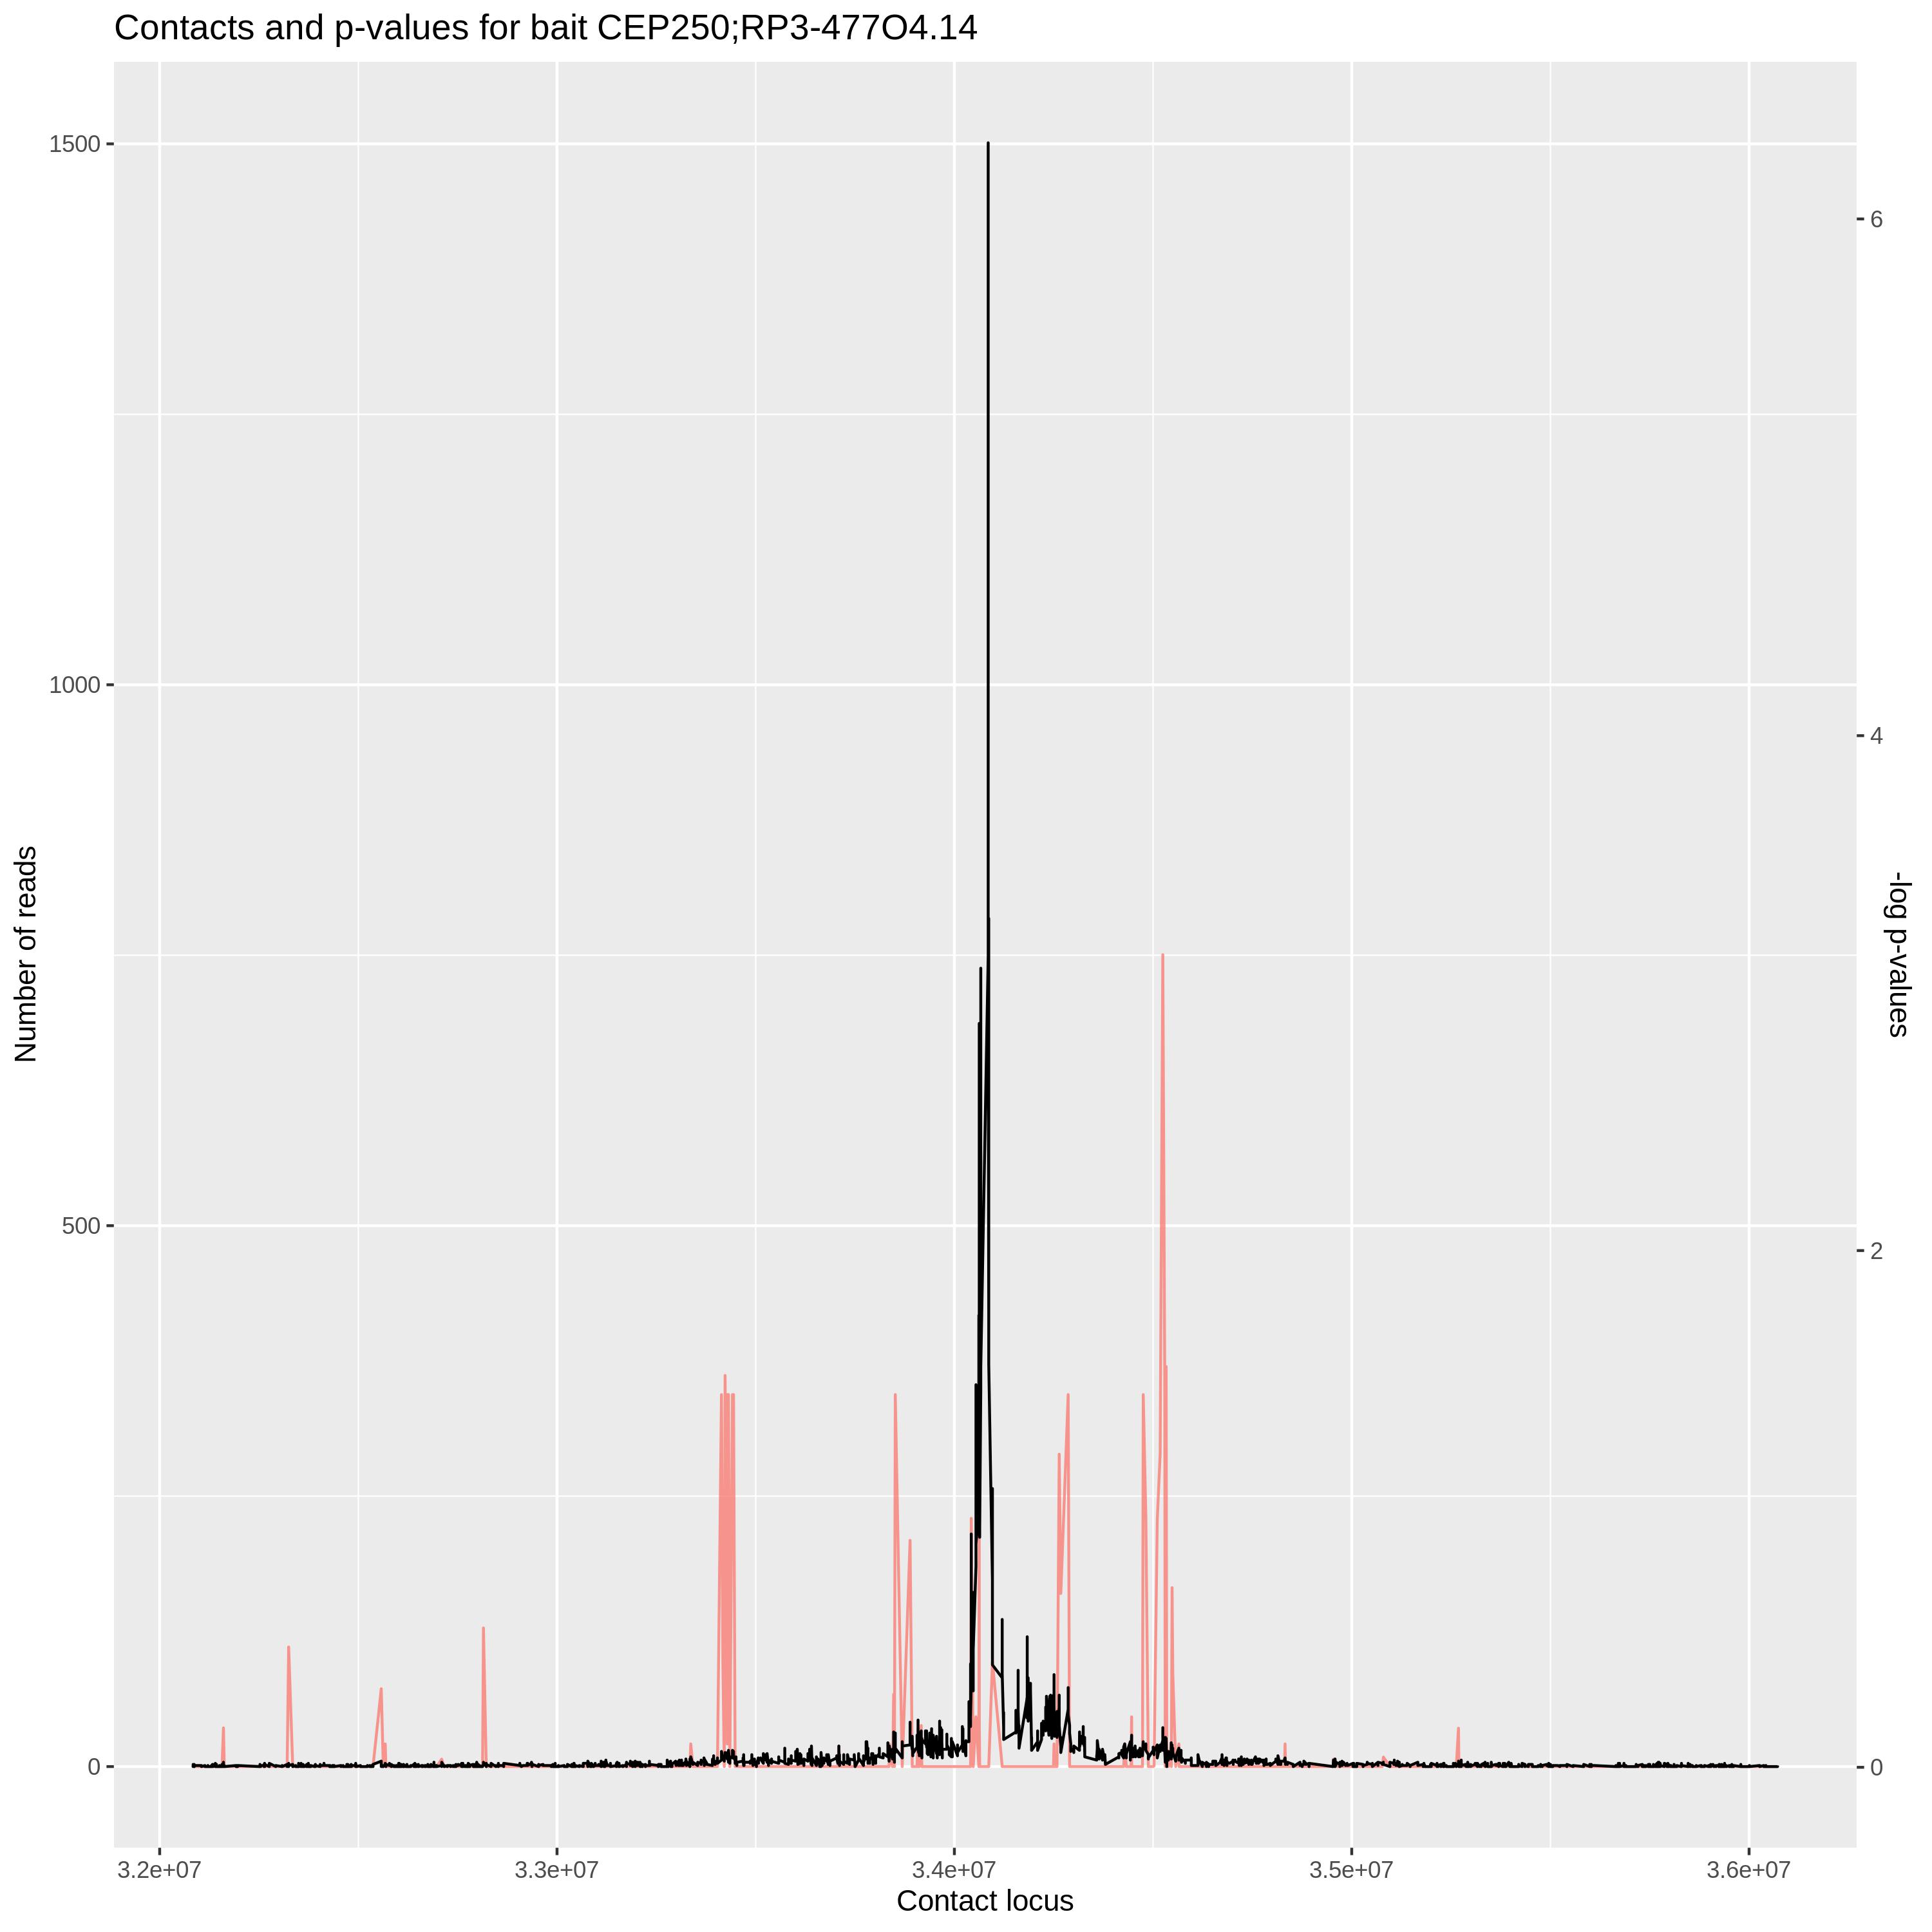 Contacts and p-values for bait CEP250;RP3-477O4.14
1500
1000
500
0
Number of reads
6
4
2
0
-log p-values
3.2e+07 3.3e+07 3.4e+07 3.5e+07 3.6e+07
Contact locus